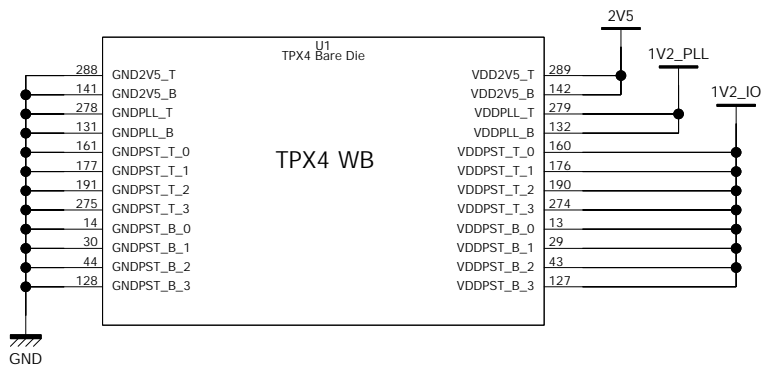 2V5
U1
TPX4 Bare Die
1V2_PLL
288 GND2V5_T VDD2V5_T 289
141 GND2V5_B VDD2V5_B 142
1V2_IO
278 GNDPLL_T VDDPLL_T 279
131 GNDPLL_B VDDPLL_B 132
161 GNDPST_T_0 VDDPST_T_0 160
TPX4 WB
177 GNDPST_T_1 VDDPST_T_1 176
191 GNDPST_T_2 VDDPST_T_2 190
275 GNDPST_T_3 VDDPST_T_3 274
14 GNDPST_B_0 VDDPST_B_0 13
30 GNDPST_B_1 VDDPST_B_1 29
44 GNDPST_B_2 VDDPST_B_2 43
128 GNDPST_B_3 VDDPST_B_3 127
GND